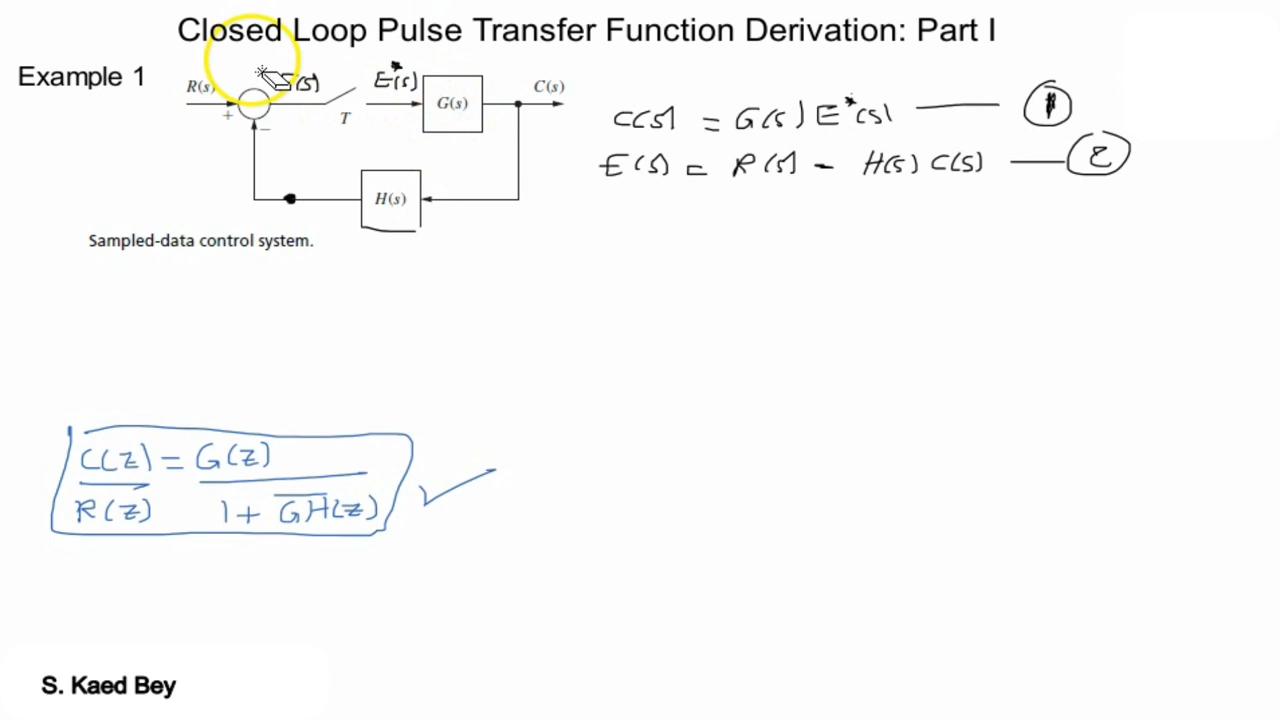 Closed Loop Pulse Transfer Function Derivation: Part I
Example 1
R(s) + − (s) T E*(s) G(s) C(s)
H(s)
Sampled-data control system.
C(s) = G(s) E*(s) —— 1
E(s) = R(s) - H(s) C(s) —— 2
C(z) = G(z)
R(z) 1 + \overline{GH}(z)
S. Kaed Bey